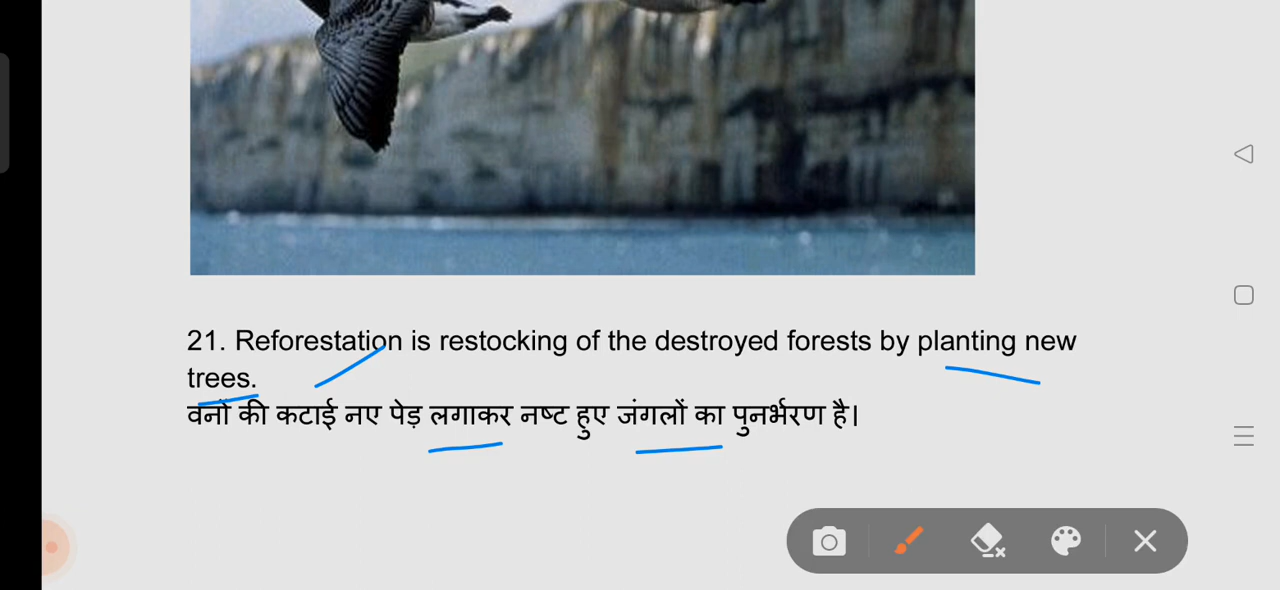 21. Reforestation is restocking of the destroyed forests by planting new
trees.
वनों की कटाई नए पेड़ लगाकर नष्ट हुए जंगलों का पुनर्भरण है।